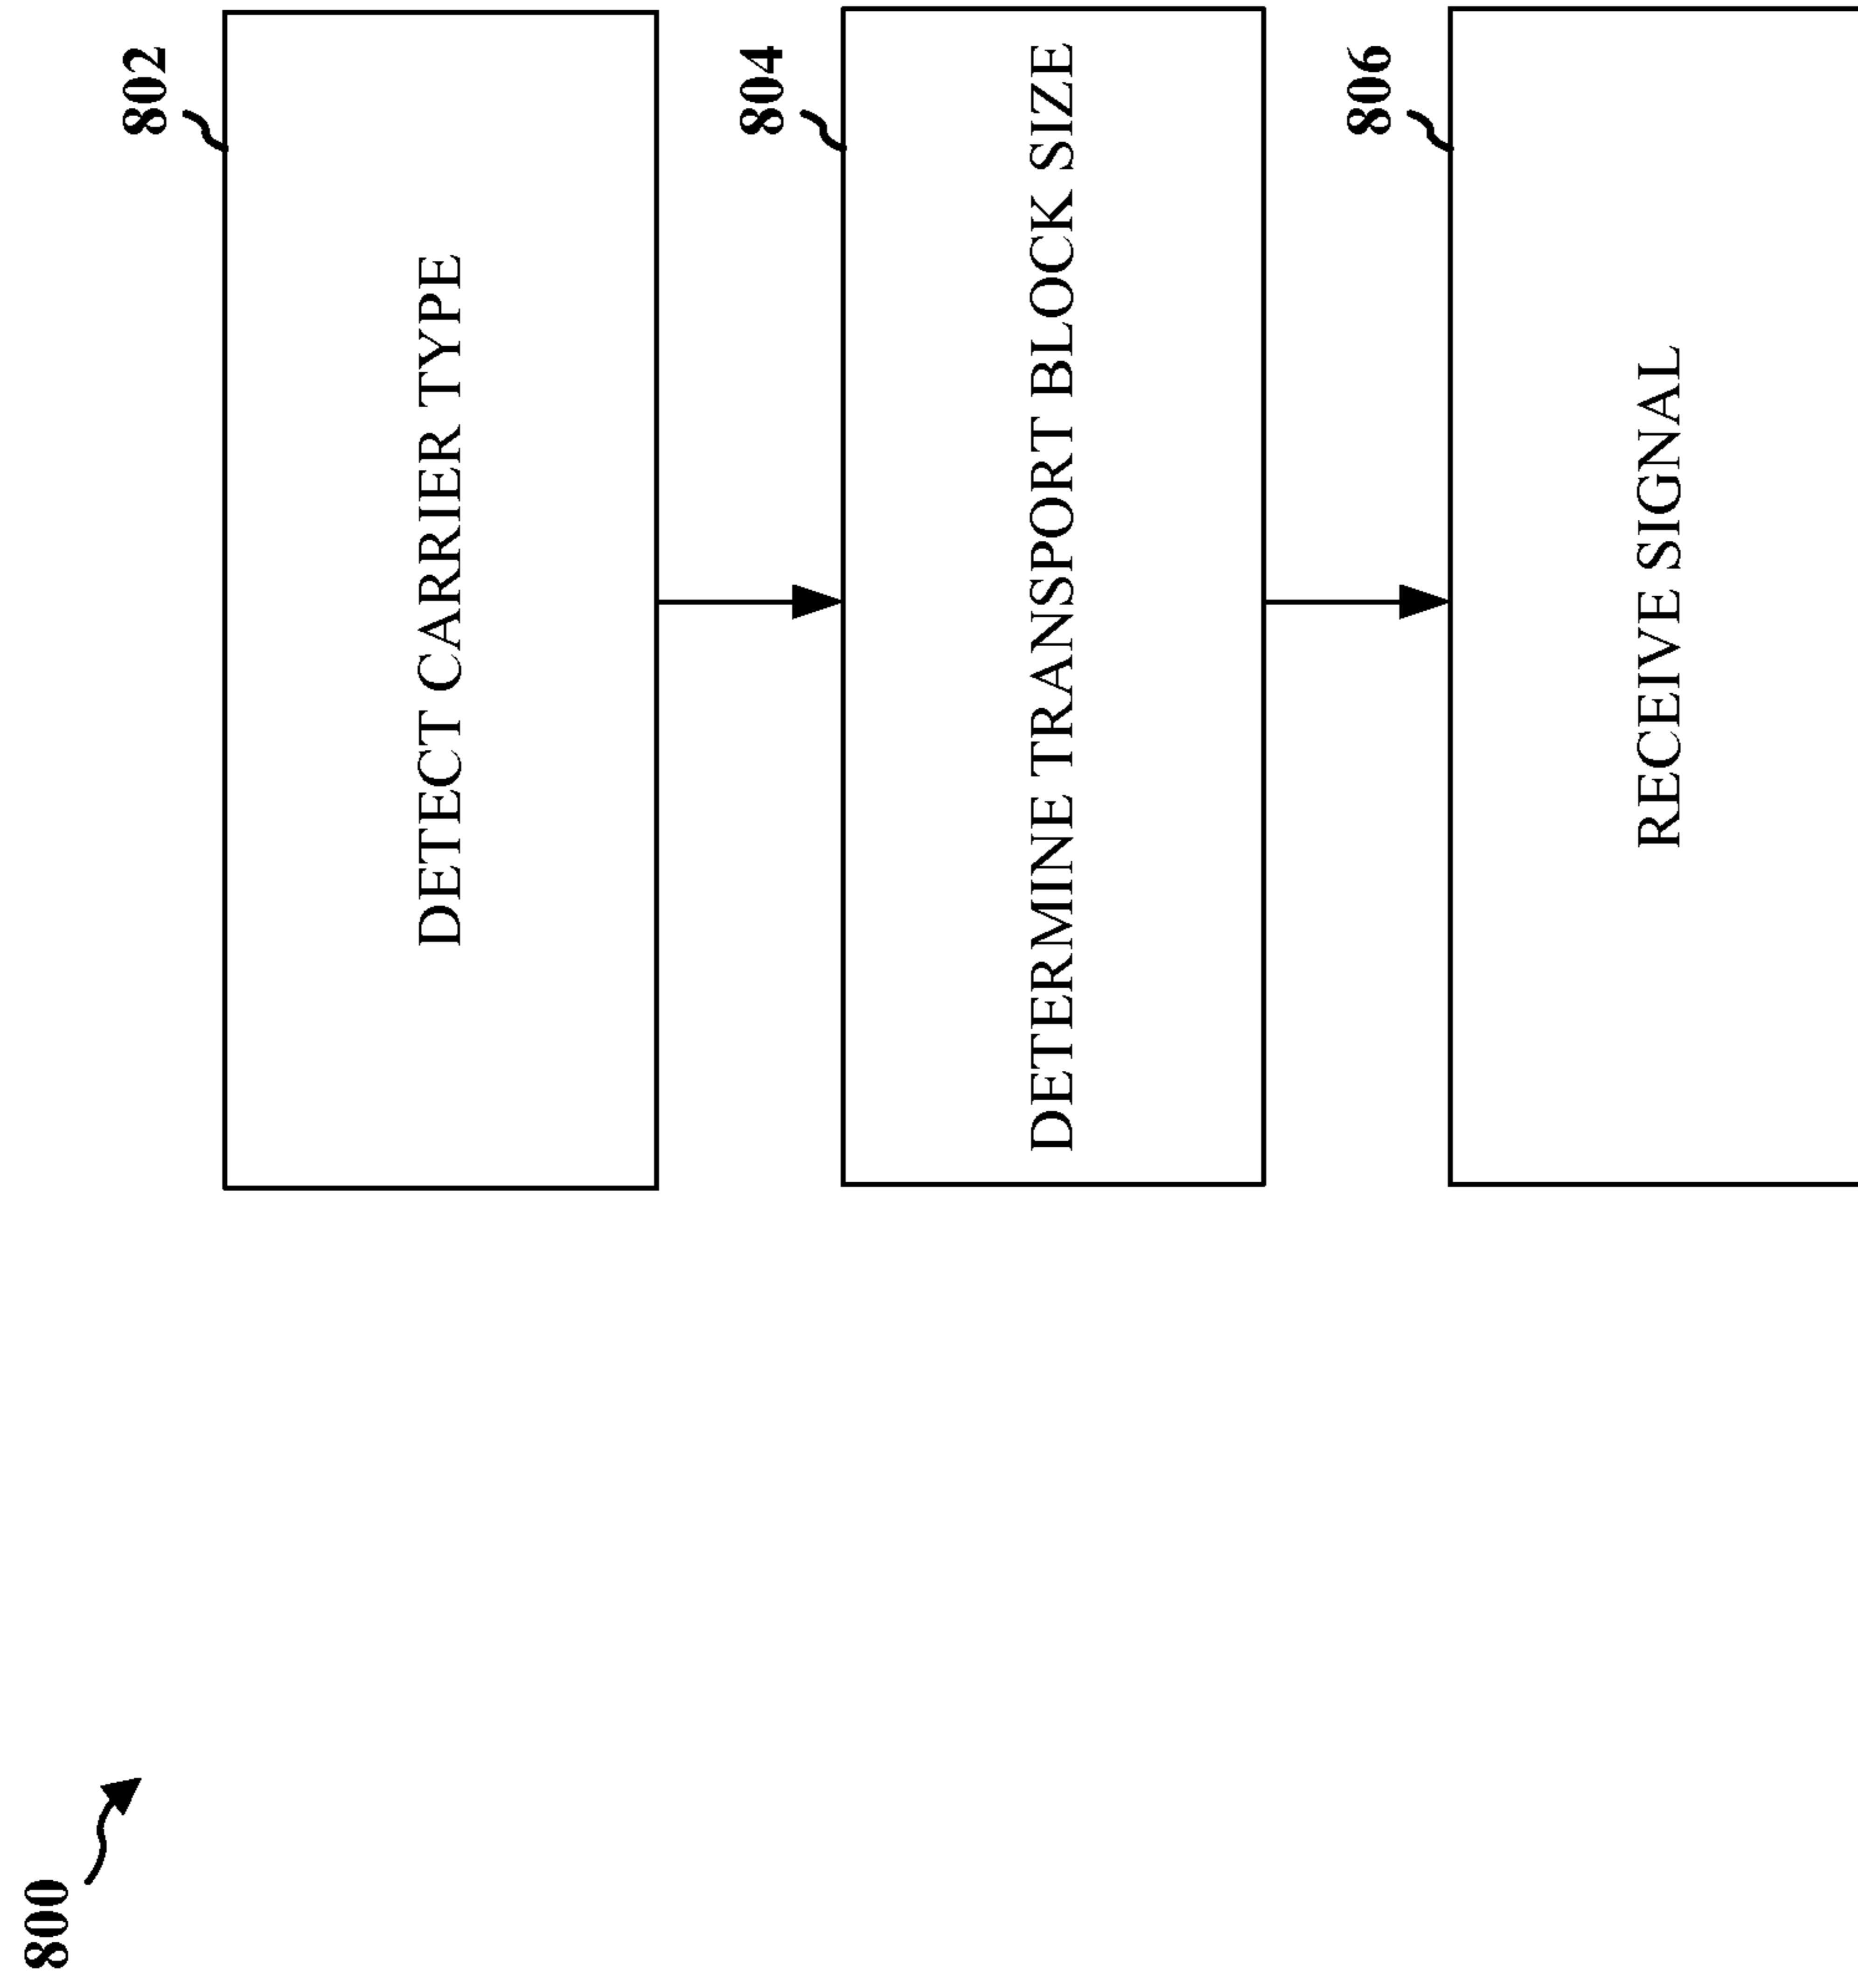 800
802
DETECT CARRIER TYPE
804
DETERMINE TRANSPORT BLOCK SIZE
806
RECEIVE SIGNAL